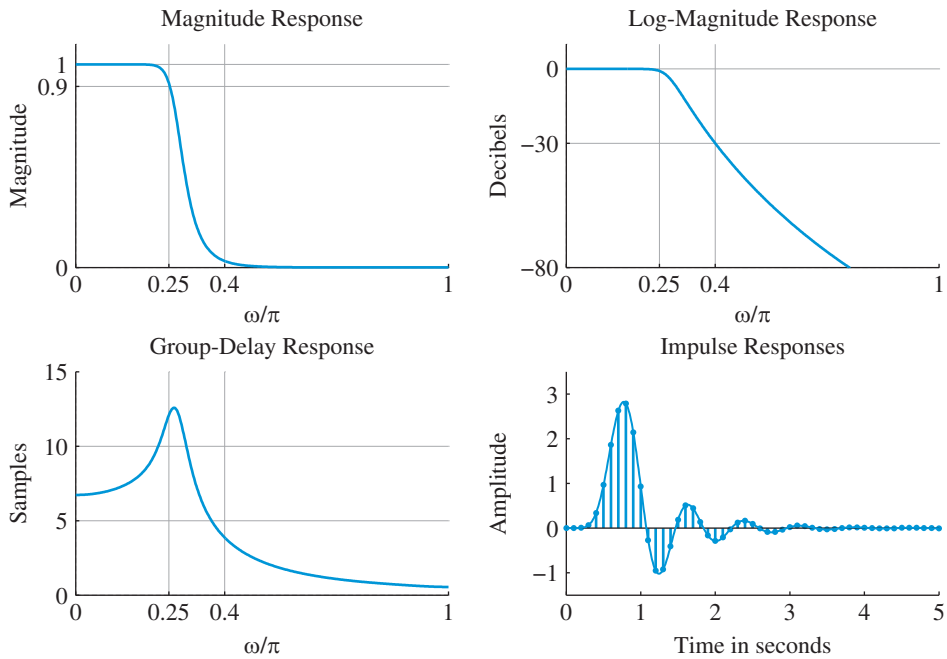 Magnitude Response
Magnitude
1
0.9
0
0 0.25 0.4 1
ω/π
Log-Magnitude Response
Decibels
0
−30
−80
0 0.25 0.4 1
ω/π
Group-Delay Response
Samples
15
10
5
0
0 0.25 0.4 1
ω/π
Impulse Responses
Amplitude
3
2
1
0
−1
0 1 2 3 4 5
Time in seconds